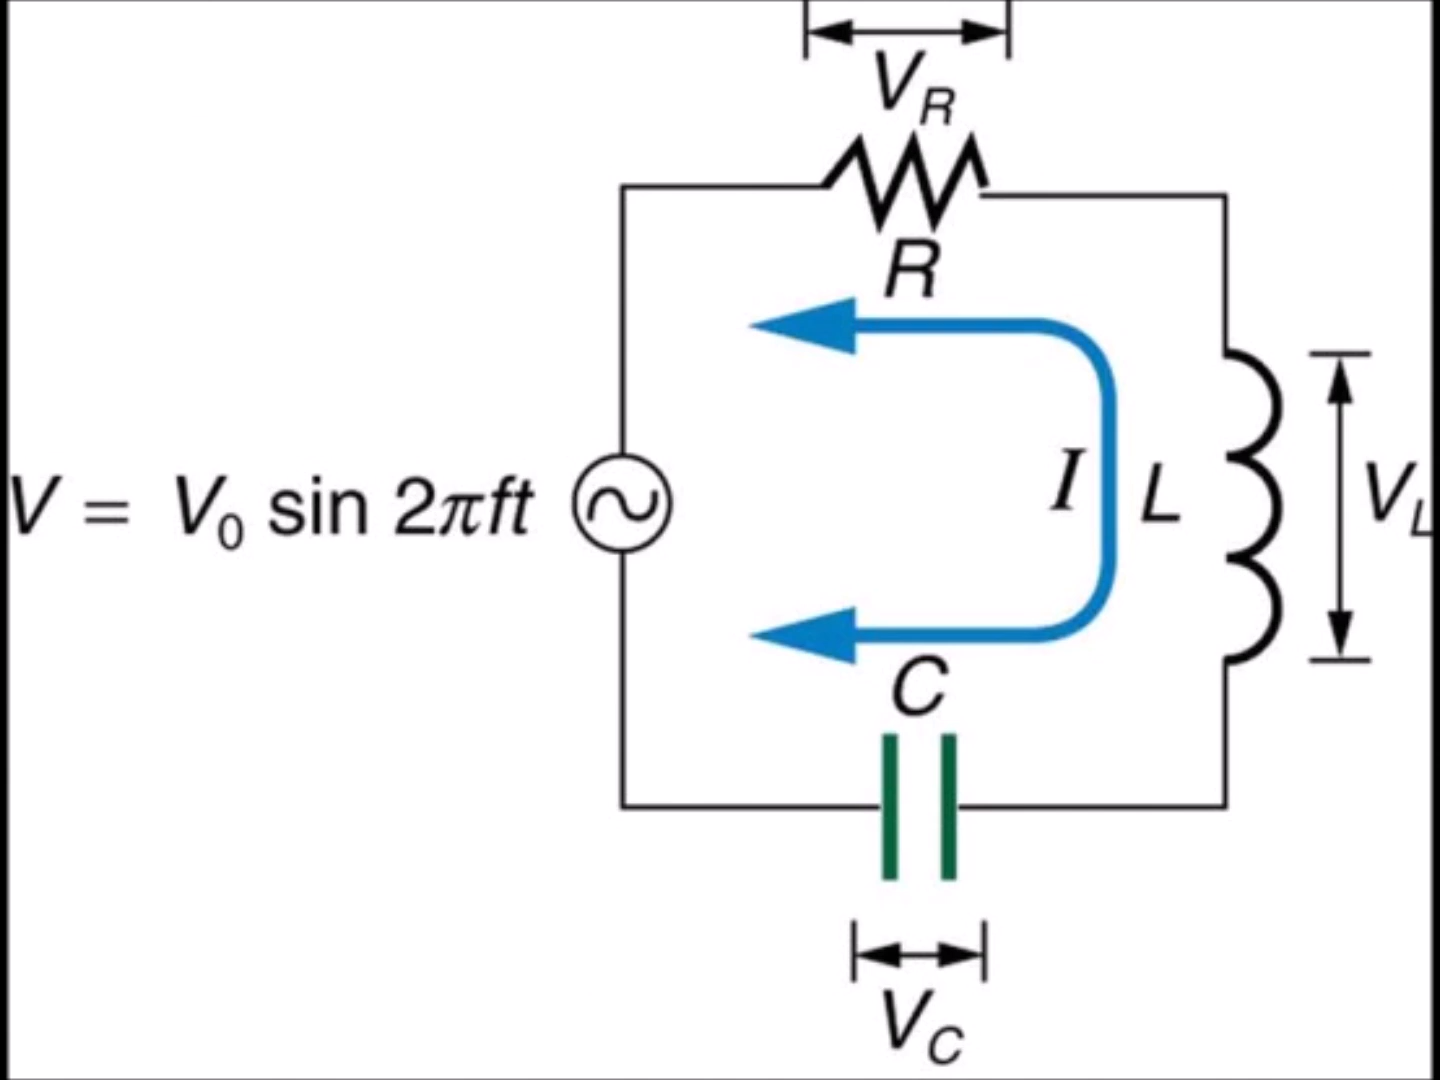 V_R
R
V = V_0 sin 2πft
I
L
V_L
C
V_C